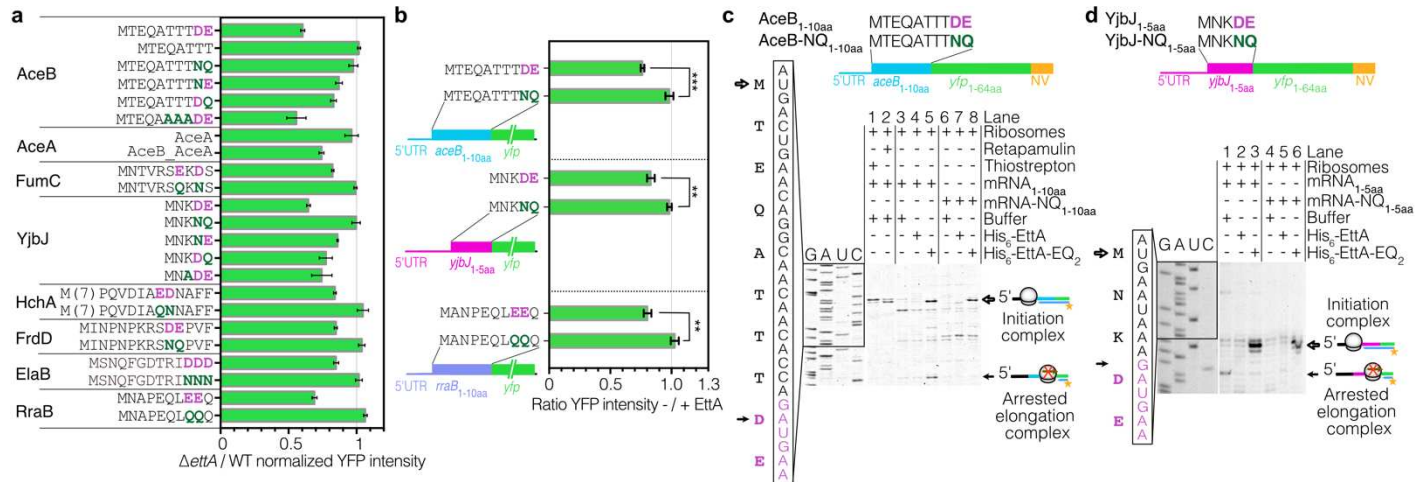 a
AceB
MTEQATTTDE
MTEQATTT
MTEQATTTNQ
MTEQATTTNE
MTEQATTTDQ
MTEQAAAADE
AceA
AceA
AceB_AceA
FumC
MNTVRSEKDS
MNTVRSQKNS
YjbJ
MNKDE
MNKNQ
MNKNE
MNKDQ
MNADE
HchA
M(7)PQVDIAEDNAFF
M(7)PQVDIAQNNAFF
FrdD
MINPNPKRSDEPVF
MINPNPKRSNQPVF
ElaB
MSNQFGDTRIDDD
MSNQFGDTRINNN
RraB
MNAPEQLEEQ
MNAPEQLQQQ
0 0.5 1
ΔettA / WT normalized YFP intensity
b
MTEQATTTDE
***
MTEQATTTNQ
5'UTR aceB1-10aa yfp
MNKDE
**
MNKNQ
5'UTR yjbJ1-5aa yfp
MANPEQLEEQ
**
MANPEQLQQQ
5'UTR rraB1-10aa yfp
0 0.5 1.0 1.3
Ratio YFP intensity - / + EttA
c
AceB1-10aa MTEQATTTDE
AceB-NQ1-10aa MTEQATTTNQ
5'UTR aceB1-10aa yfp1-64aa NV
M
T
E
Q
A
T
T
T
D
E
AUGACUGAACAGGCAACAACCACCGAUGAA
1 2 3 4 5 6 7 8 Lane
+ + + + + + + + Ribosomes
- + - - - - - - Retapamulin
+ - - - - - - - Thiostrepton
+ + + + + - - - mRNA1-10aa
- - - - - + + + mRNA-NQ1-10aa
+ + + - - + - - Buffer
- - - + - - + - His6-EttA
- - - - + - - + His6-EttA-EQ2
G A U C
5'
Initiation
complex
5'
Arrested
elongation
complex
d
YjbJ1-5aa MNKDE
YjbJ-NQ1-5aa MNKNQ
5'UTR yjbJ1-5aa yfp1-64aa NV
M
N
K
D
E
AUGAAUAAAGAUGAA
1 2 3 4 5 6 Lane
+ + + + + + Ribosomes
+ + + - - - mRNA1-5aa
- - - + + + mRNA-NQ1-5aa
+ - - + - - Buffer
- + - - + - His6-EttA
- - + - - + His6-EttA-EQ2
G A U C
5'
Initiation
complex
5'
Arrested
elongation
complex